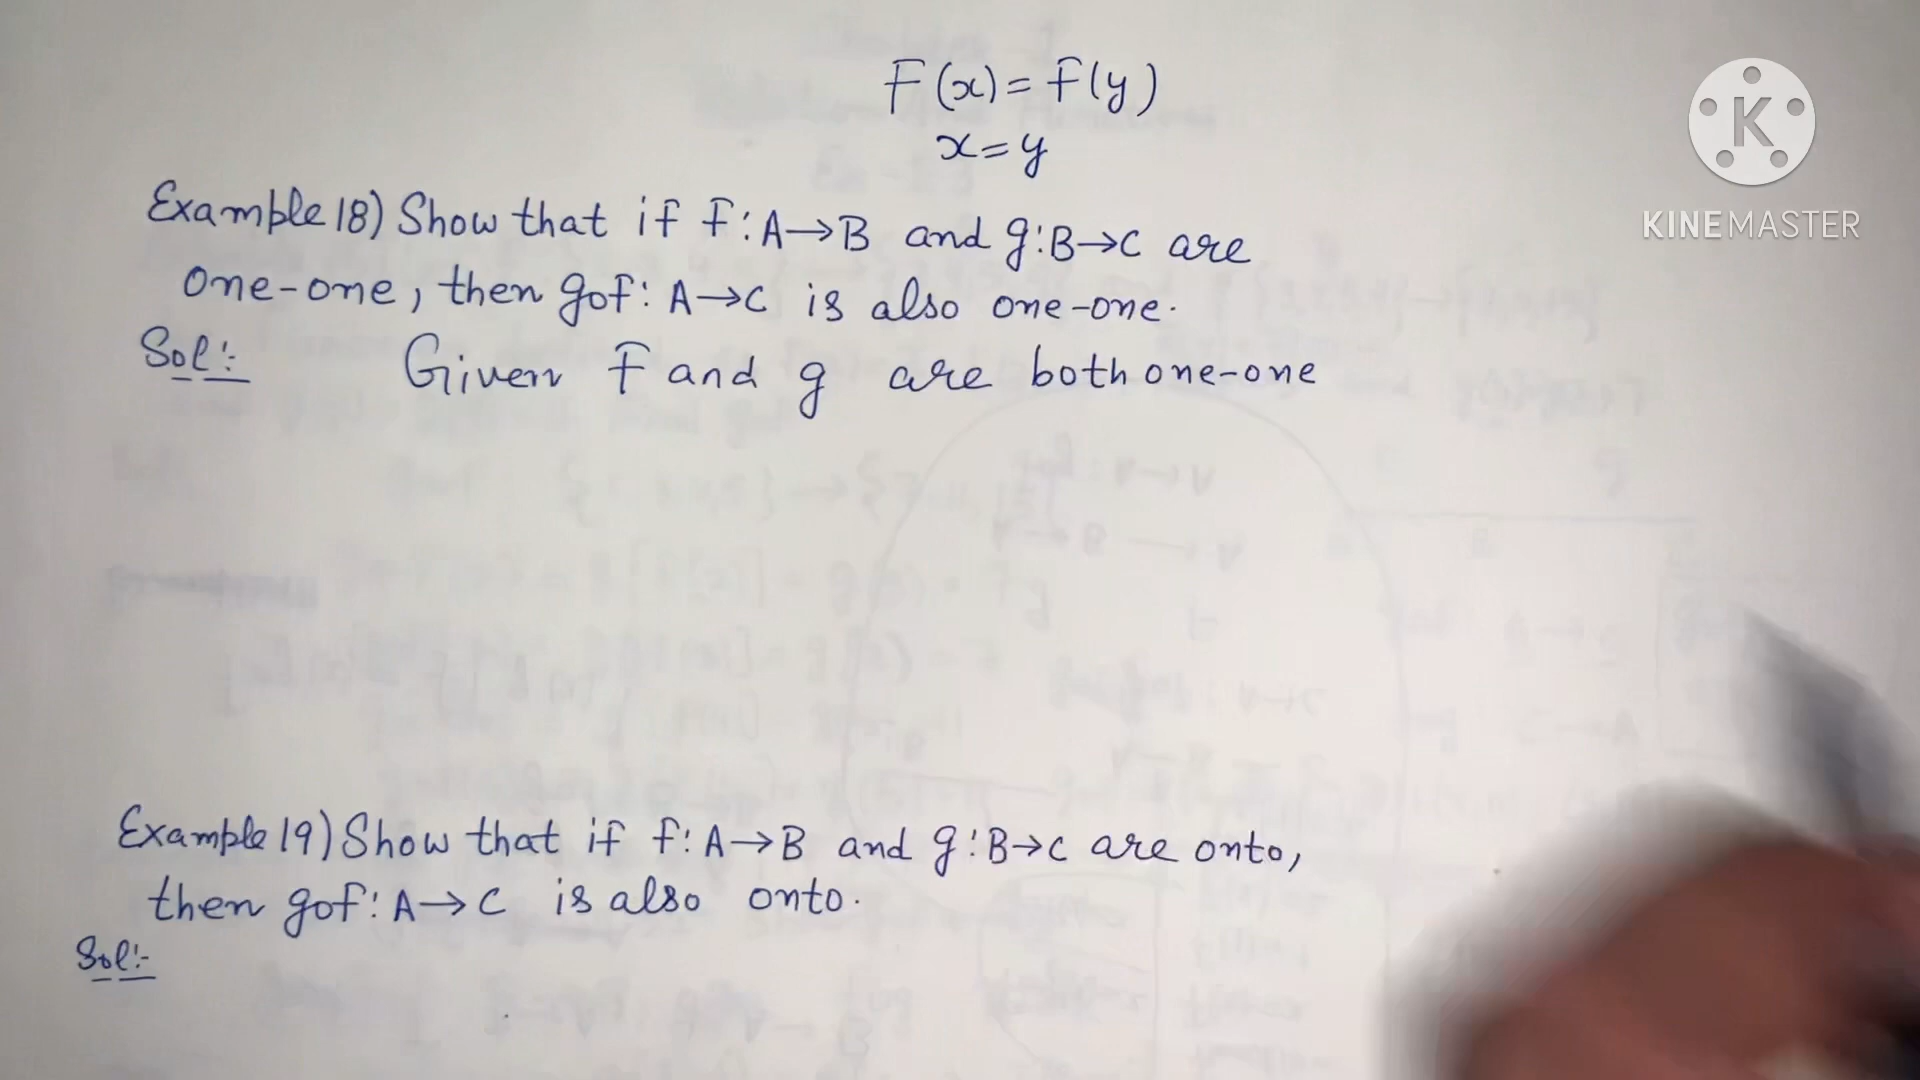 F(x) = F(y)
x = y
K
KINEMASTER
Example 18) Show that if f: A→B and g: B→C are
one-one, then gof: A→C is also one-one.
Sol:- Given F and g are both one-one
Example 19) Show that if f: A→B and g: B→C are onto,
then gof: A→C is also onto.
Sol:-